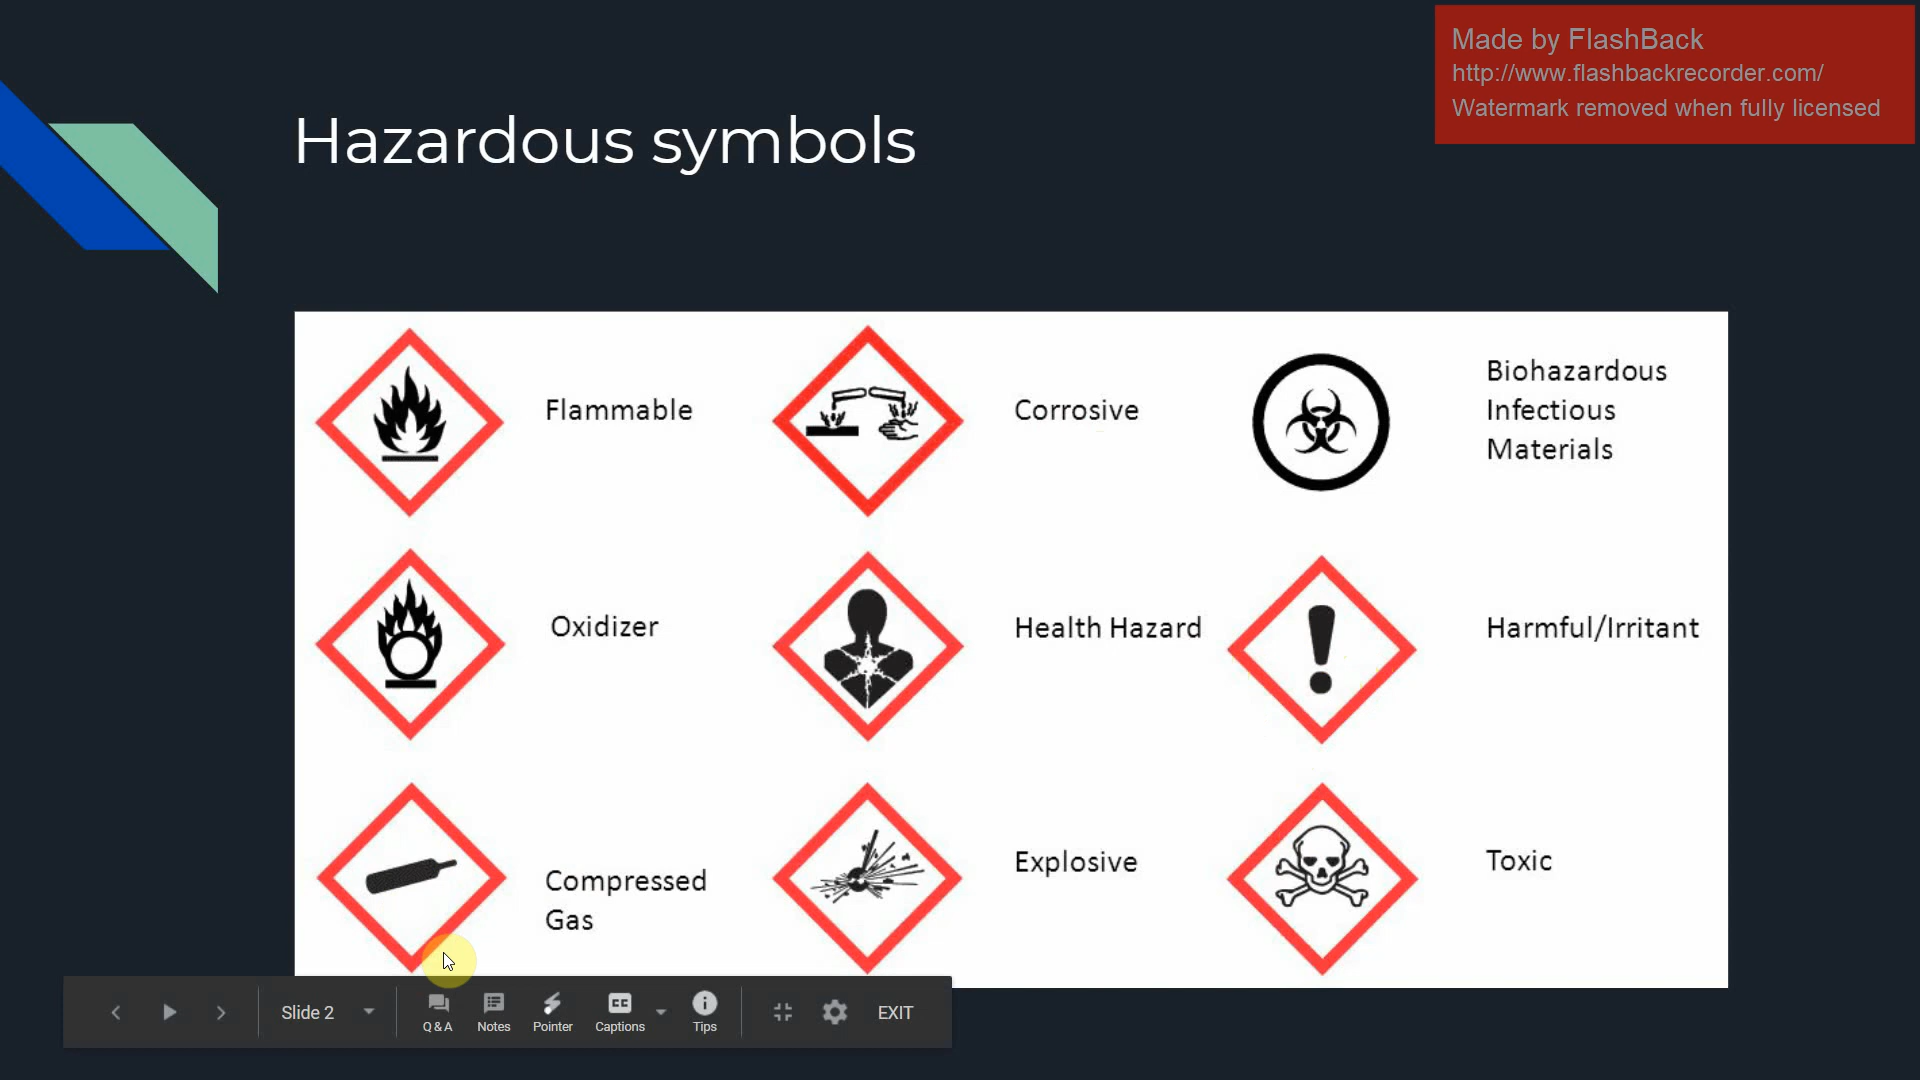 Made by FlashBack
http://www.flashbackrecorder.com/
Watermark removed when fully licensed
Hazardous symbols
Flammable
Corrosive
Biohazardous
Infectious
Materials
Oxidizer
Health Hazard
Harmful/Irritant
Compressed
Gas
Explosive
Toxic
Slide 2
Q & A
Notes
Pointer
CC
Captions
Tips
EXIT